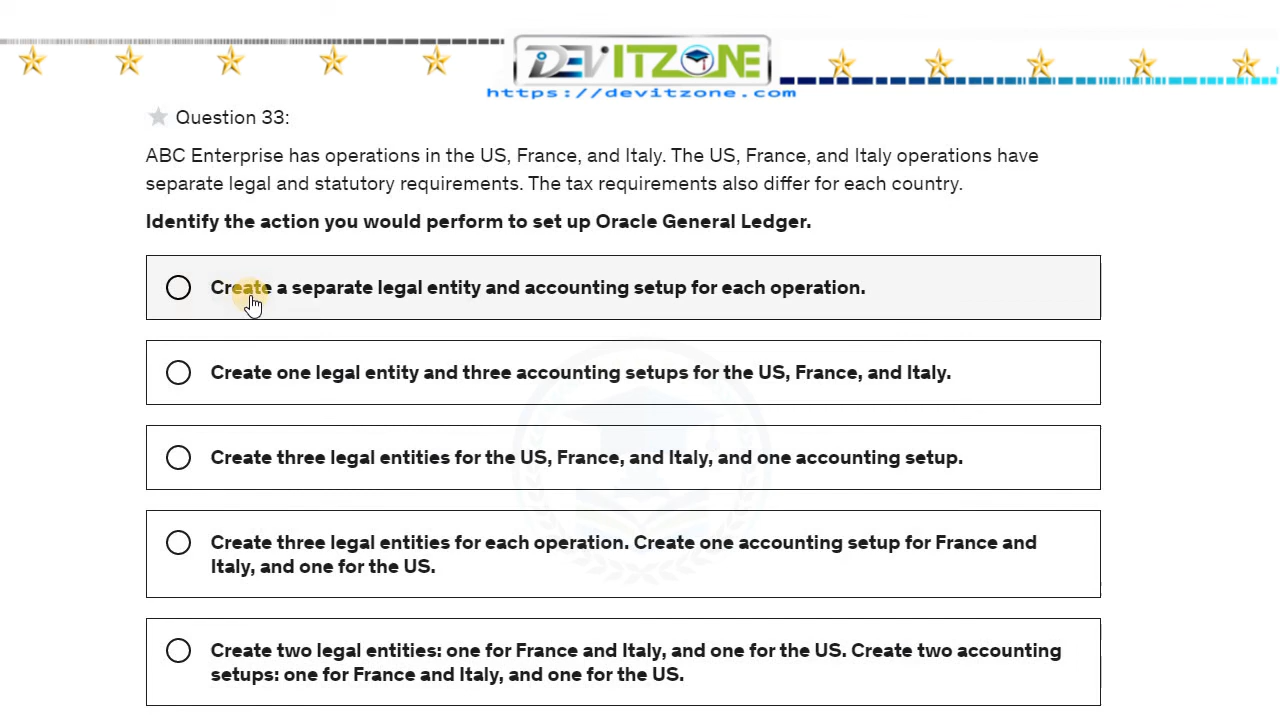 DEVITZONE
https://devitzone.com
Question 33:
ABC Enterprise has operations in the US, France, and Italy. The US, France, and Italy operations have
separate legal and statutory requirements. The tax requirements also differ for each country.
Identify the action you would perform to set up Oracle General Ledger.
Create a separate legal entity and accounting setup for each operation.
Create one legal entity and three accounting setups for the US, France, and Italy.
Create three legal entities for the US, France, and Italy, and one accounting setup.
Create three legal entities for each operation. Create one accounting setup for France and
Italy, and one for the US.
Create two legal entities: one for France and Italy, and one for the US. Create two accounting
setups: one for France and Italy, and one for the US.